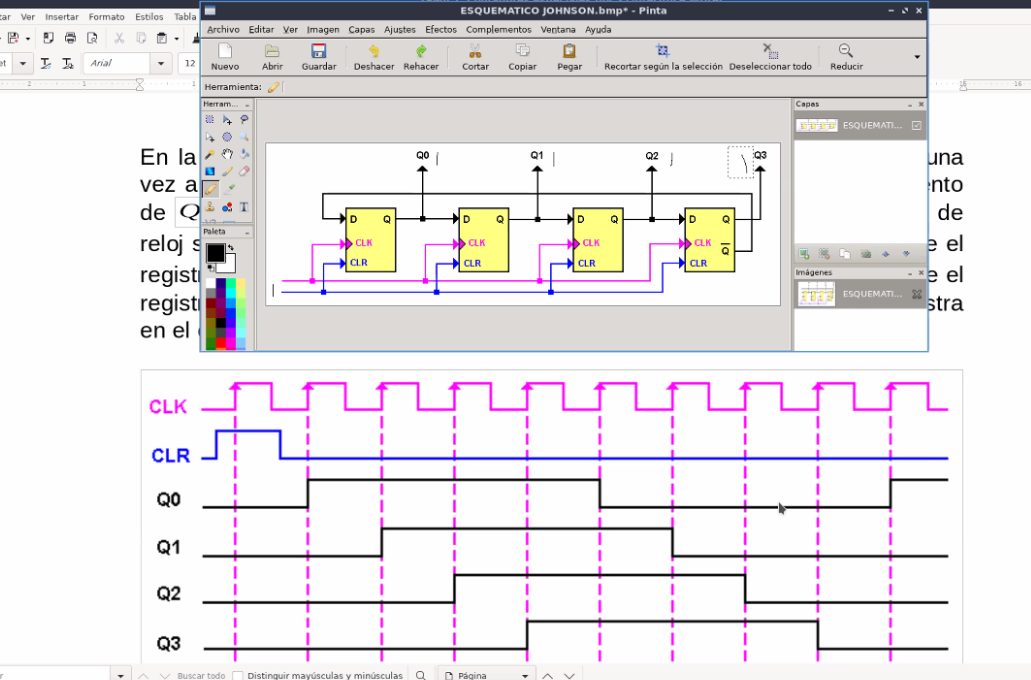 ESQUEMATICO JOHNSON.bmp* - Pinta
Ver Insertar Formato Estilos Tabla
Archivo Editar Ver Imagen Capas Ajustes Efectos Complementos Ventana Ayuda
Nuevo Abrir Guardar Deshacer Rehacer Cortar Copiar Pegar Recortar según la selección Deseleccionar todo Reducir
Arial 12
Herramienta:
Herram...
Capas
ESQUEMATI...
Q0 Q1 Q2 Q3
D Q D Q D Q D Q
CLK CLK CLK CLK
Q
CLR CLR CLR CLR
Paleta
Imágenes
ESQUEMATI...
En la una
vez a nto
de Q de
reloj s e el
regist e el
registr stra
en el
CLK
CLR
Q0
Q1
Q2
Q3
Buscar todo Distinguir mayúsculas y minúsculas Página